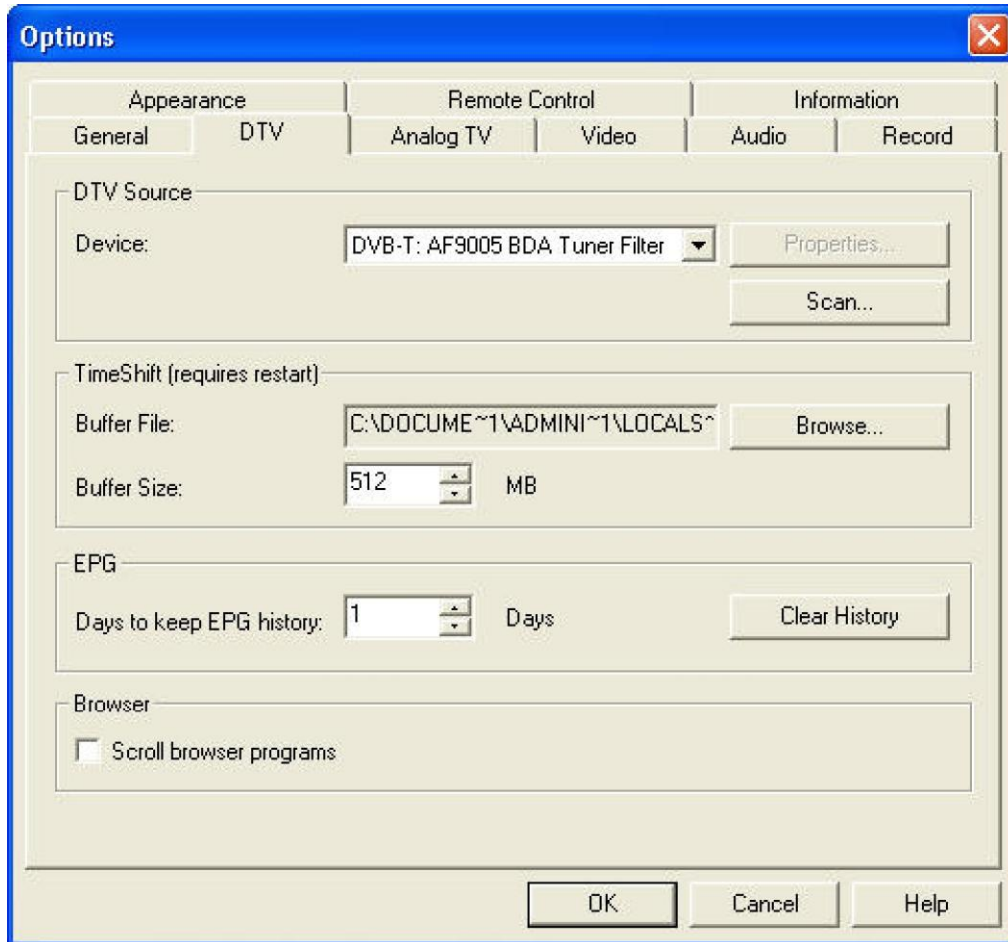 Options
Appearance Remote Control Information
General DTV Analog TV Video Audio Record
DTV Source
Device: DVB-T: AF9005 BDA Tuner Filter Properties...
Scan...
TimeShift (requires restart)
Buffer File: C:\DOCUME~1\ADMINI~1\LOCALS~ Browse...
Buffer Size: 512 MB
EPG
Days to keep EPG history: 1 Days Clear History
Browser
Scroll browser programs
OK Cancel Help